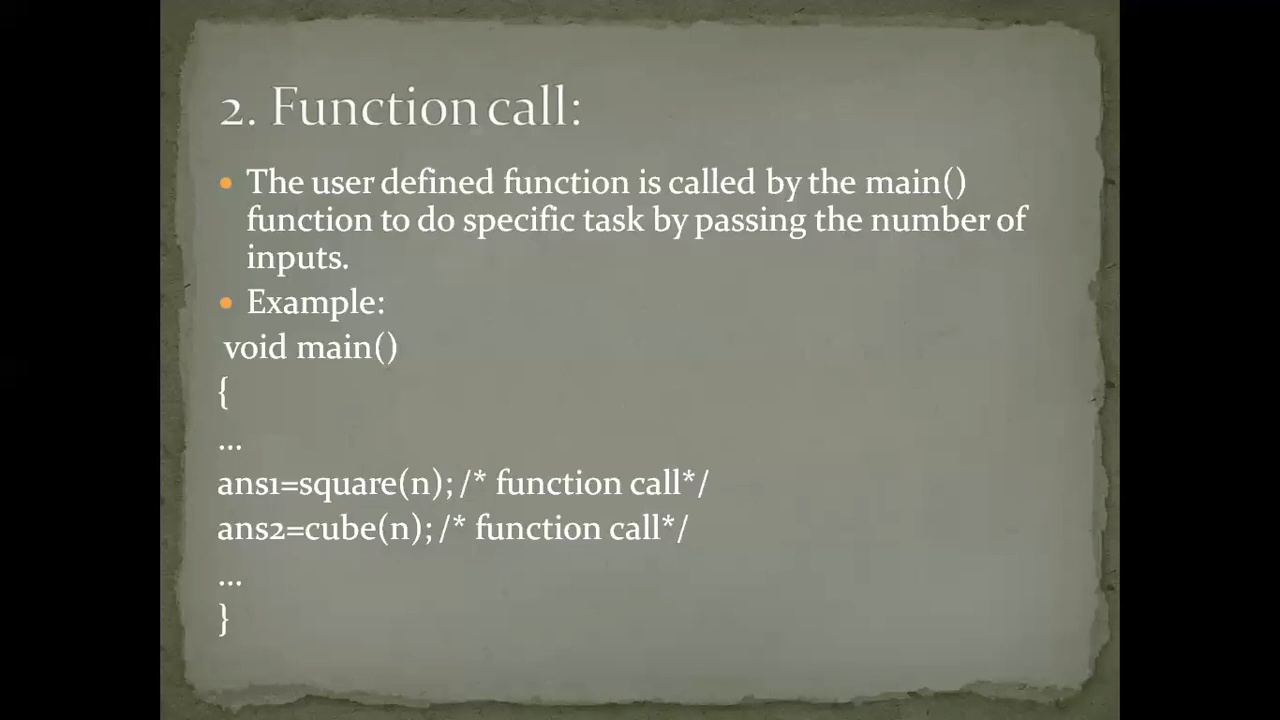 2. Function call:
• The user defined function is called by the main()
function to do specific task by passing the number of
inputs.
• Example:
void main()
{
...
ans1=square(n); /* function call*/
ans2=cube(n); /* function call*/
...
}